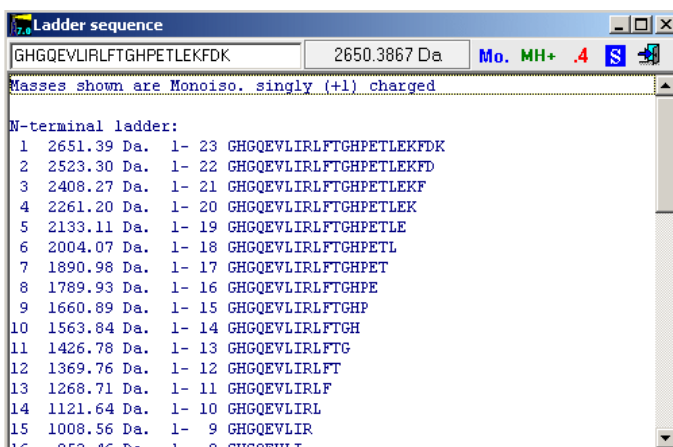 7.0 Ladder sequence
GHGQEVLIRLFTGHPETLEKFDK 2650.3867 Da Mo. MH+ .4 S
Masses shown are Monoiso. singly (+1) charged
N-terminal ladder:
1 2651.39 Da. 1- 23 GHGQEVLIRLFTGHPETLEKFDK
2 2523.30 Da. 1- 22 GHGQEVLIRLFTGHPETLEKFD
3 2408.27 Da. 1- 21 GHGQEVLIRLFTGHPETLEKF
4 2261.20 Da. 1- 20 GHGQEVLIRLFTGHPETLEK
5 2133.11 Da. 1- 19 GHGQEVLIRLFTGHPETLE
6 2004.07 Da. 1- 18 GHGQEVLIRLFTGHPETL
7 1890.98 Da. 1- 17 GHGQEVLIRLFTGHPET
8 1789.93 Da. 1- 16 GHGQEVLIRLFTGHPE
9 1660.89 Da. 1- 15 GHGQEVLIRLFTGHP
10 1563.84 Da. 1- 14 GHGQEVLIRLFTGH
11 1426.78 Da. 1- 13 GHGQEVLIRLFTG
12 1369.76 Da. 1- 12 GHGQEVLIRLFT
13 1268.71 Da. 1- 11 GHGQEVLIRLF
14 1121.64 Da. 1- 10 GHGQEVLIRL
15 1008.56 Da. 1- 9 GHGQEVLIR